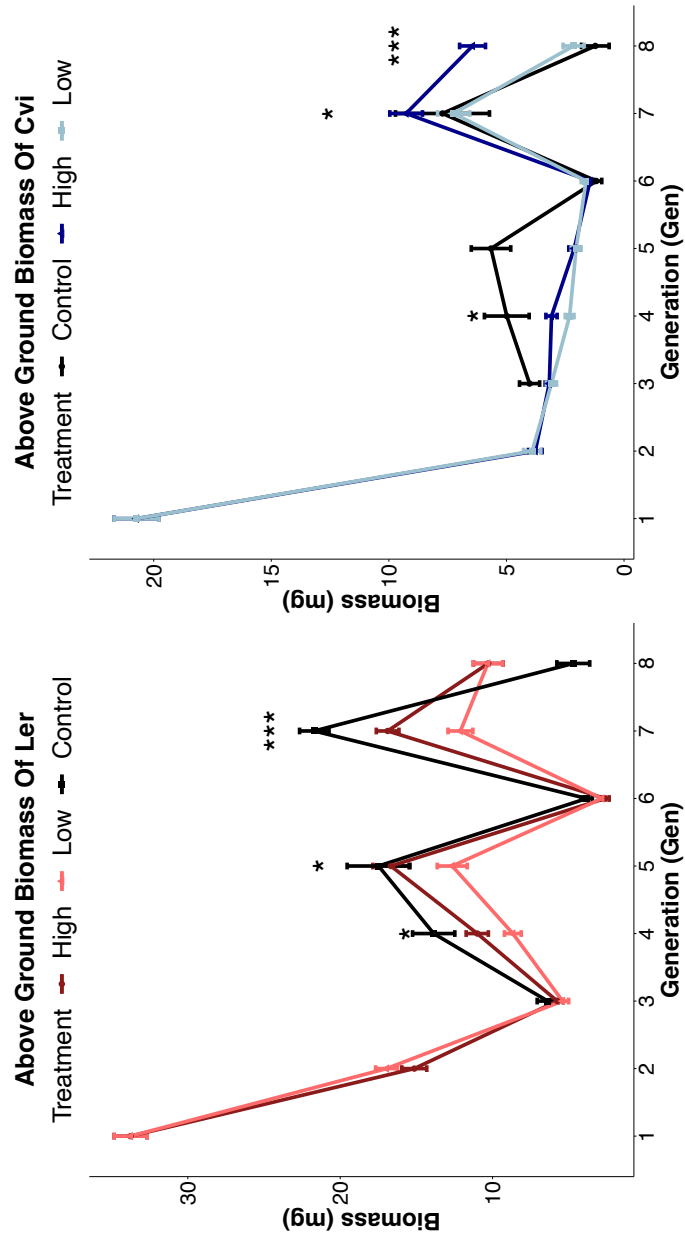 Above Ground Biomass Of Ler
Treatment High Low Control
Biomass (mg)
30
20
10
*
*
***
1 2 3 4 5 6 7 8
Generation (Gen)
Above Ground Biomass Of Cvi
Treatment Control High Low
Biomass (mg)
20
15
10
5
0
*
*
***
1 2 3 4 5 6 7 8
Generation (Gen)